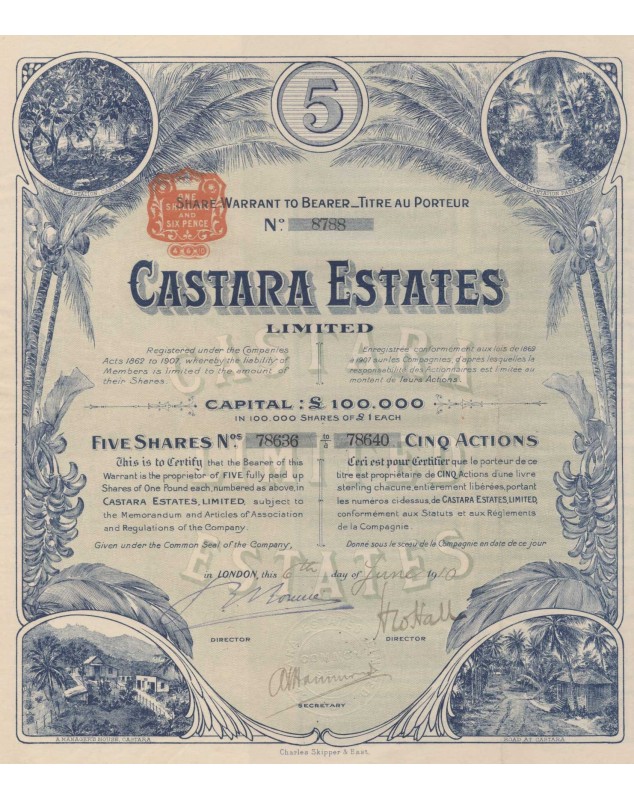 5
SHARE WARRANT TO BEARER_TITRE AU PORTEUR
ONE
AND
SIX PENCE
No. 8788
CASTARA ESTATES
LIMITED
Registered under the Companies
Acts 1862 to 1907, whereby the liability of
Members is limited to the amount of
their Shares.
Enregistrée conformément aux lois de 1862
à 1907 sur les Compagnies, d'après lesquelles la
responsabilité des Actionnaires est limitée au
montant de leurs Actions.
CAPITAL : £ 100.000
IN 100.000 SHARES OF £1 EACH
FIVE SHARES Nos 78636 to/à 78640 CINQ ACTIONS
This is to Certify that the Bearer of this
Warrant is the proprietor of FIVE fully paid up
Shares of One Pound each, numbered as above, in
CASTARA ESTATES, LIMITED, subject to
the Memorandum and Articles of Association
and Regulations of the Company.
Given under the Common Seal of the Company,
Ceci est pour Certifier que le porteur de ce
titre est propriétaire de CINQ Actions d'une livre
sterling chacune, entièrement libérées, portant
les numeros ci-dessus, de CASTARA ESTATES, LIMITED,
conformément aux Statuts et aux Règlements
de la Compagnie.
Donné sous le sceau de la Compagnie en date de ce jour
in LONDON, this 6th day of June 1910
H W Hall
DIRECTOR
DIRECTOR
A Hammond
SECRETARY
A MANAGER'S HOUSE, CASTARA
ROAD AT CASTARA
Charles Skipper & East.
CASTARA
LIMITED
ESTATES